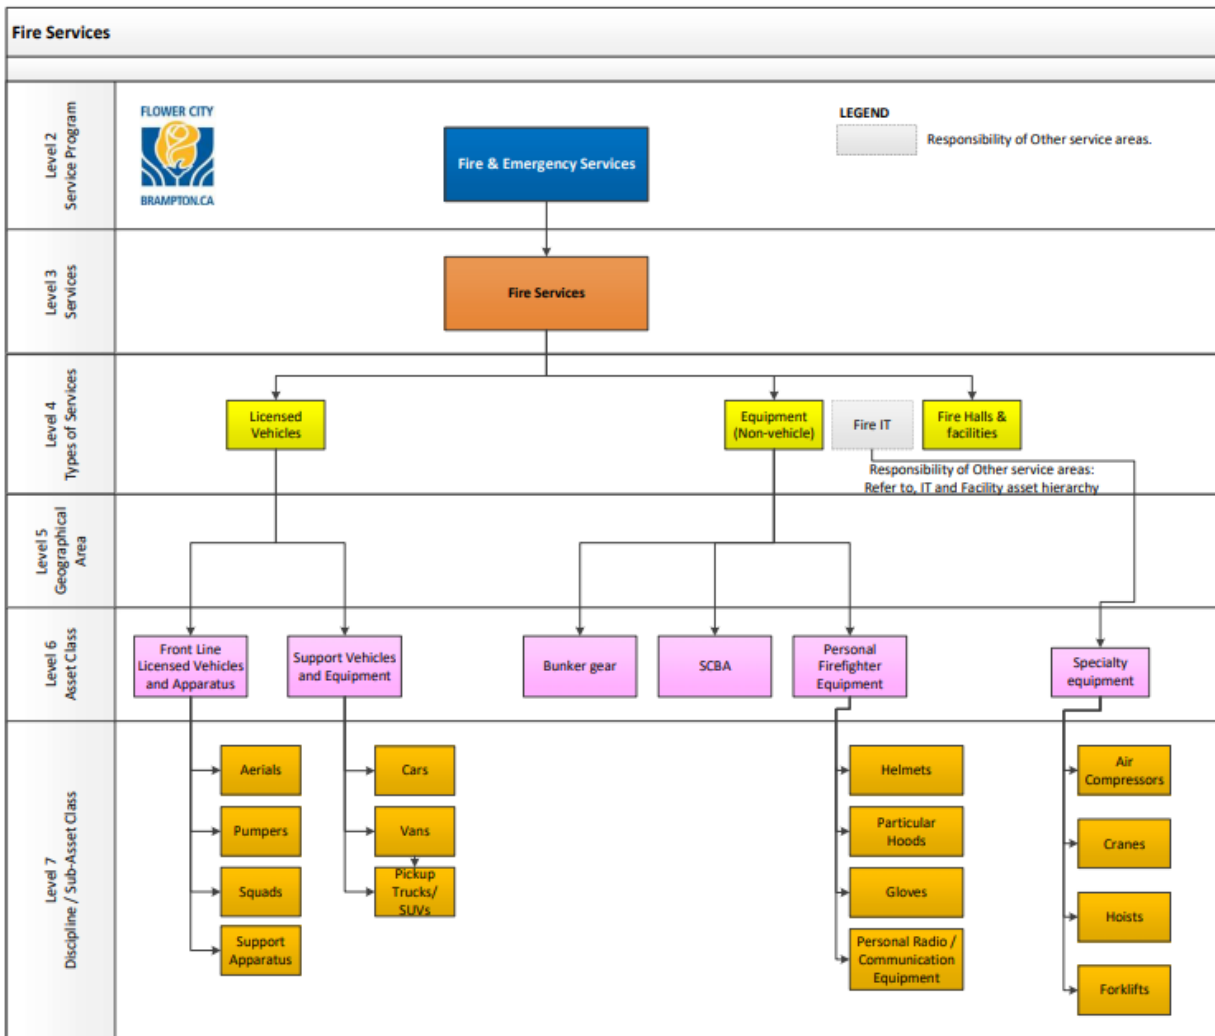 Fire Services
Level 2
Service Program
FLOWER CITY
BRAMPTON.CA
Fire & Emergency Services
LEGEND
Responsibility of Other service areas.
Level 3
Services
Fire Services
Level 4
Types of Services
Licensed
Vehicles
Equipment
(Non-vehicle)
Fire IT
Fire Halls &
facilities
Responsibility of Other service areas:
Refer to, IT and Facility asset hierarchy
Level 5
Geographical
Area
Level 6
Asset Class
Front Line
Licensed Vehicles
and Apparatus
Support Vehicles
and Equipment
Bunker gear
SCBA
Personal
Firefighter
Equipment
Specialty
equipment
Level 7
Discipline / Sub-Asset Class
Aerials
Pumpers
Squads
Support
Apparatus
Cars
Vans
Pickup
Trucks/
SUVs
Helmets
Particular
Hoods
Gloves
Personal Radio /
Communication
Equipment
Air
Compressors
Cranes
Hoists
Forklifts